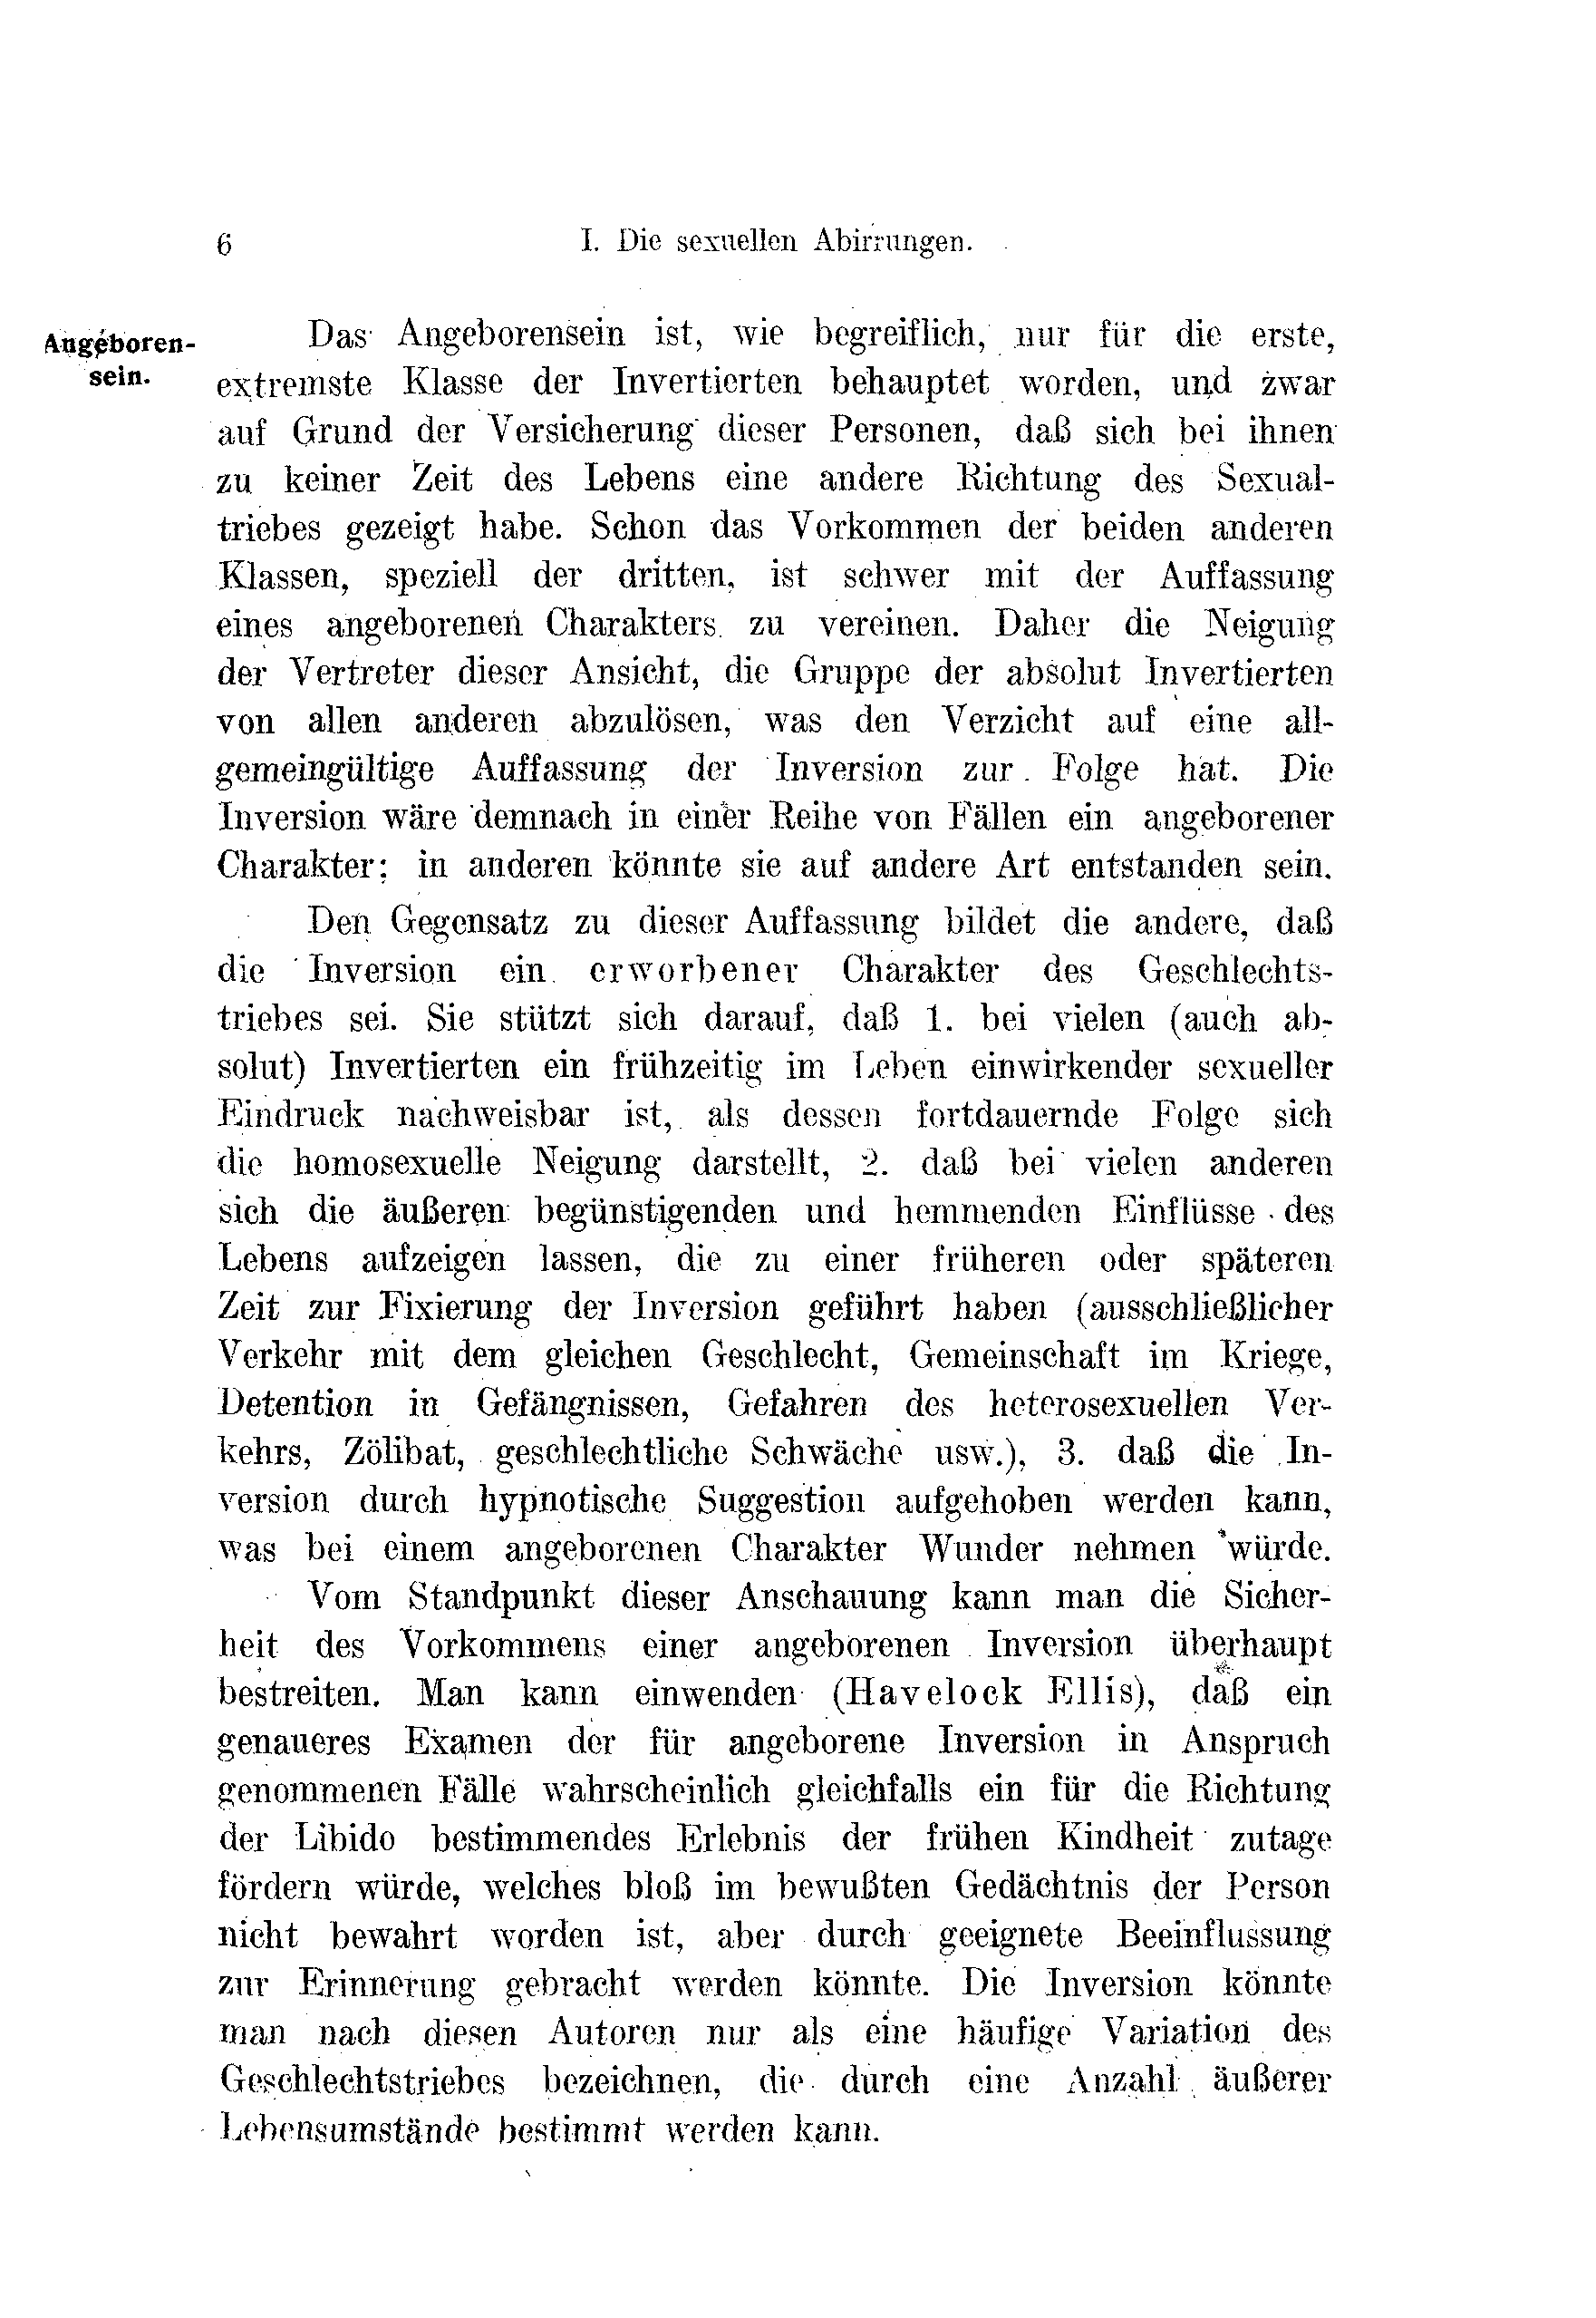 6
I. Die sexuellen Abirrungen.
Angeboren-
sein.
Das Angeborensein ist, wie begreiflich, nur für die erste,
extremste Klasse der Invertierten behauptet worden, und zwar
auf Grund der Versicherung dieser Personen, daß sich bei ihnen
zu keiner Zeit des Lebens eine andere Richtung des Sexual-
triebes gezeigt habe. Schon das Vorkommen der beiden anderen
Klassen, speziell der dritten, ist schwer mit der Auffassung
eines angeborenen Charakters zu vereinen. Daher die Neigung
der Vertreter dieser Ansicht, die Gruppe der absolut Invertierten
von allen anderen abzulösen, was den Verzicht auf eine all-
gemeingültige Auffassung der Inversion zur Folge hat. Die
Inversion wäre demnach in einer Reihe von Fällen ein angeborener
Charakter; in anderen könnte sie auf andere Art entstanden sein.
Den Gegensatz zu dieser Auffassung bildet die andere, daß
die Inversion ein erworbener Charakter des Geschlechts-
triebes sei. Sie stützt sich darauf, daß 1. bei vielen (auch ab-
solut) Invertierten ein frühzeitig im Leben einwirkender sexueller
Eindruck nachweisbar ist, als dessen fortdauernde Folge sich
die homosexuelle Neigung darstellt, 2. daß bei vielen anderen
sich die äußeren begünstigenden und hemmenden Einflüsse des
Lebens aufzeigen lassen, die zu einer früheren oder späteren
Zeit zur Fixierung der Inversion geführt haben (ausschließlicher
Verkehr mit dem gleichen Geschlecht, Gemeinschaft im Kriege,
Detention in Gefängnissen, Gefahren des heterosexuellen Ver-
kehrs, Zölibat, geschlechtliche Schwäche usw.), 3. daß die In-
version durch hypnotische Suggestion aufgehoben werden kann,
was bei einem angeborenen Charakter Wunder nehmen würde.
Vom Standpunkt dieser Anschauung kann man die Sicher-
heit des Vorkommens einer angeborenen Inversion überhaupt
bestreiten. Man kann einwenden (Havelock Ellis), daß ein
genaueres Examen der für angeborene Inversion in Anspruch
genommenen Fälle wahrscheinlich gleichfalls ein für die Richtung
der Libido bestimmendes Erlebnis der frühen Kindheit zutage
fördern würde, welches bloß im bewußten Gedächtnis der Person
nicht bewahrt worden ist, aber durch geeignete Beeinflussung
zur Erinnerung gebracht werden könnte. Die Inversion könnte
man nach diesen Autoren nur als eine häufige Variation des
Geschlechtstriebes bezeichnen, die durch eine Anzahl äußerer
Lebensumstände bestimmt werden kann.